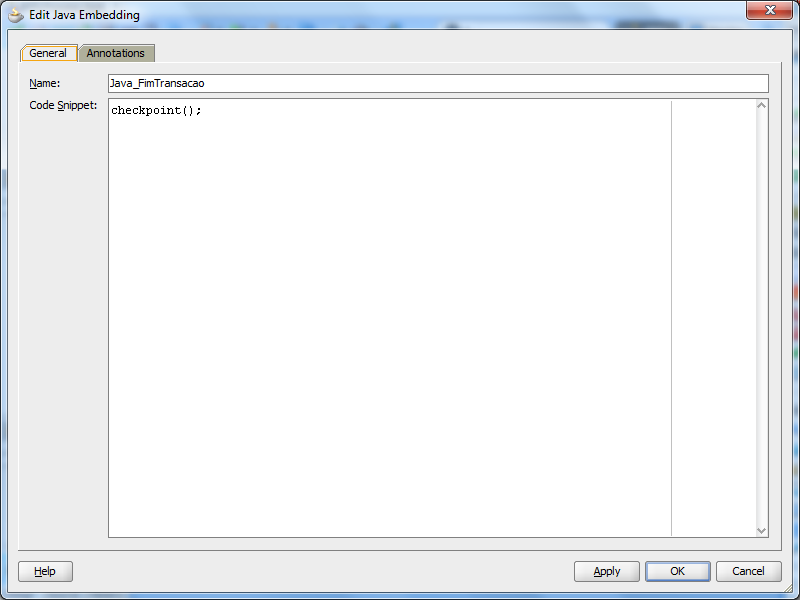 Edit Java Embedding
General
Annotations
Name:
Java_FimTransacao
Code Snippet:
checkpoint();
Help
Apply
OK
Cancel